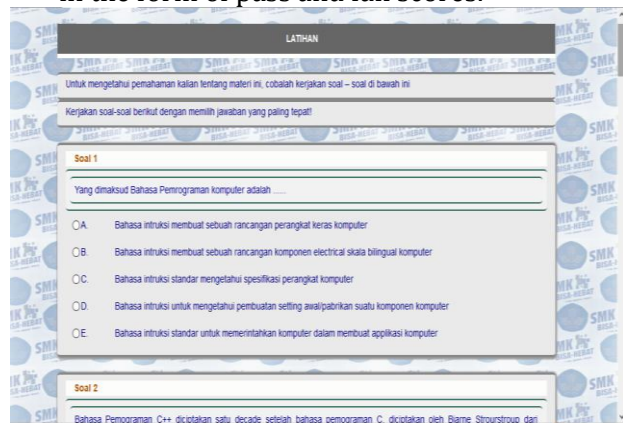 in the form of pass and fail scores.
LATIHAN
Untuk mengetahui pemahaman kalian tentang materi ini, cobalah kerjakan soal – soal di bawah ini
Kerjakan soal-soal berikut dengan memilih jawaban yang paling tepat!!
Soal 1
Yang dimaksud Bahasa Pemrograman komputer adalah ......
A. Bahasa intruksi membuat sebuah rancangan perangkat keras komputer
B. Bahasa intruksi membuat sebuah rancangan komponen electrical skala bilingual komputer
C. Bahasa intruksi standar mengetahui spesifikasi perangkat komputer
D. Bahasa intruksi untuk mengetahui pembuatan setting awal/pabrikan suatu komponen komputer
E. Bahasa intruksi standar untuk memerintahkan komputer dalam membuat applikasi komputer
Soal 2
Bahasa Pemograman C++ diciptakan satu decade setelah bahasa pemograman C, diciptakan oleh Biarne Strourstroup dari